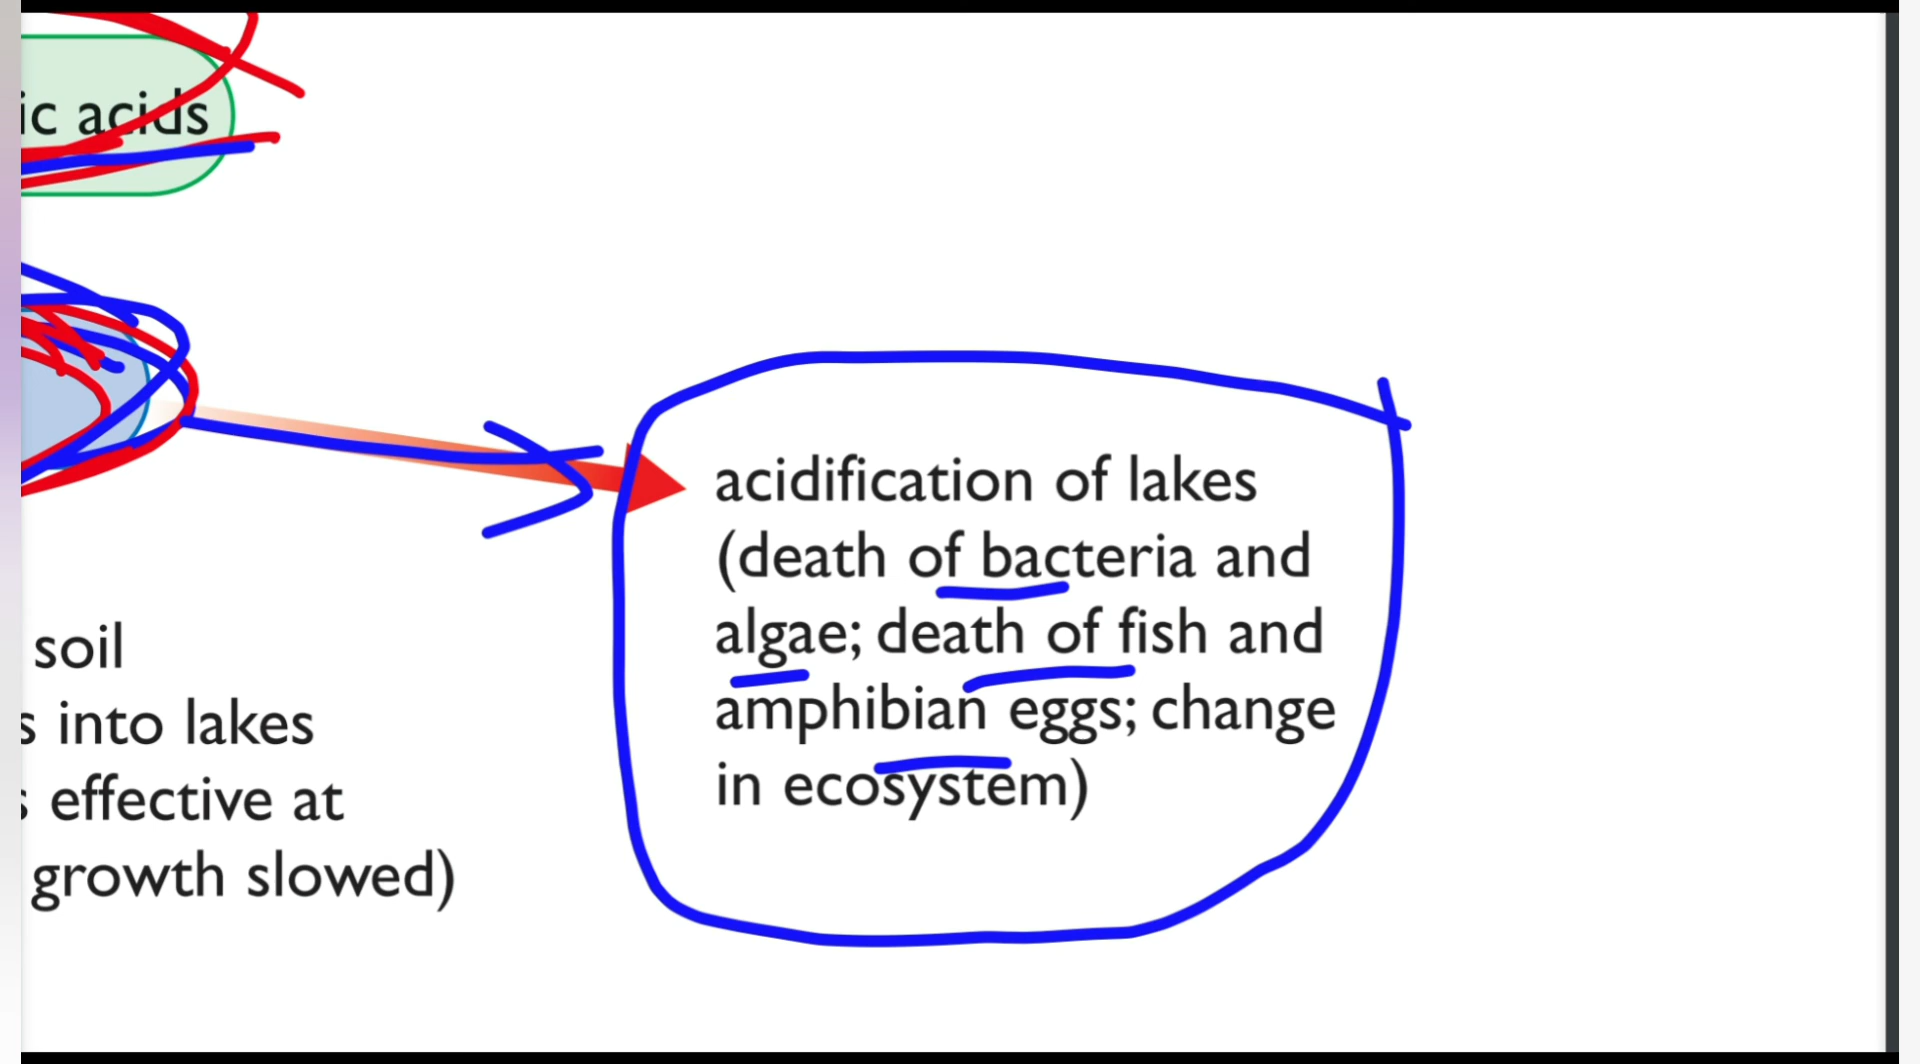 ic acids
acidification of lakes
(death of bacteria and
algae; death of fish and
amphibian eggs; change
in ecosystem)
soil
s into lakes
s effective at
growth slowed)